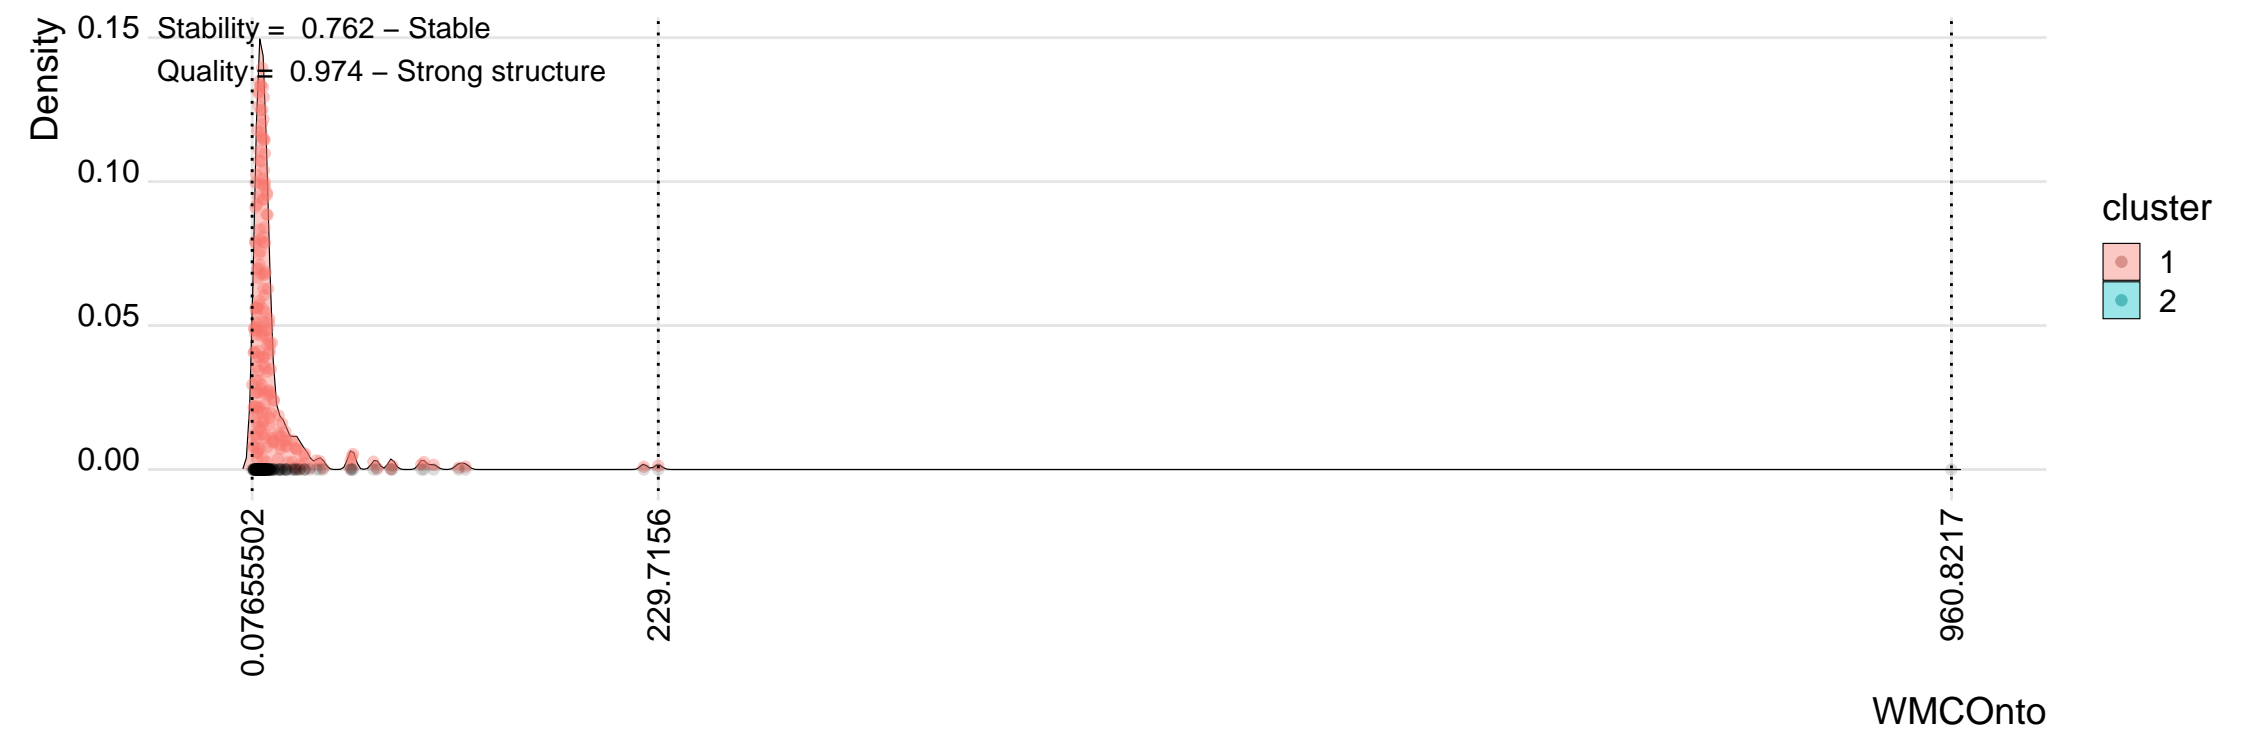 Density
0.15
Stability = 0.762 – Stable
Quality = 0.974 – Strong structure
0.10
0.05
0.00
0.07655502
229.7156
960.8217
WMCOnto
cluster
1
2